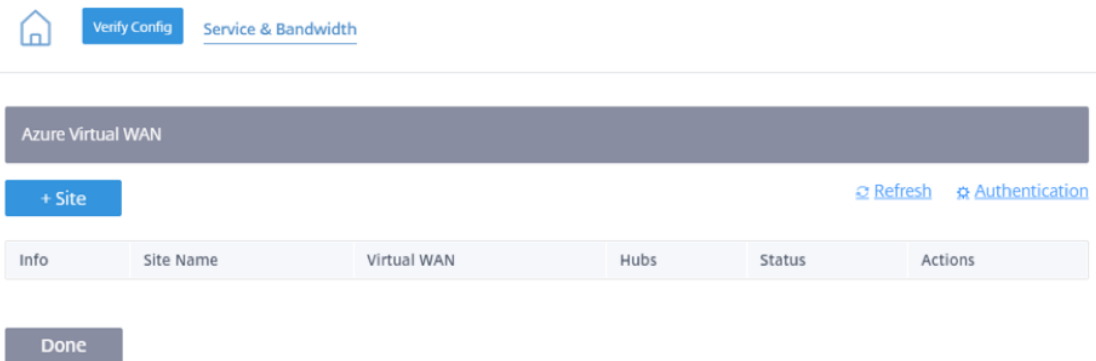 Verify Config Service & Bandwidth
Azure Virtual WAN
+ Site Refresh Authentication
Info Site Name Virtual WAN Hubs Status Actions
Done